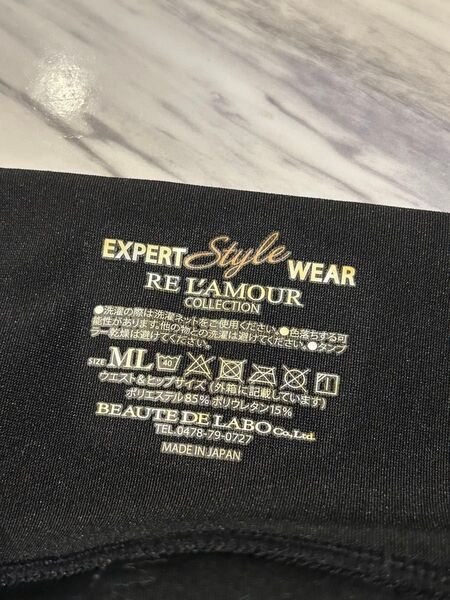 EXPERT Style WEAR
RE L'AMOUR
COLLECTION
●洗濯の際は洗濯ネットをご使用ください。●色落ちする可
能性があります。他の物との洗濯は避けてください。●タンブ
ラー乾燥は避けてください。
SIZE ML 40
ウエスト&ヒップサイズ (外箱に記載しています)
ポリエステル85% ポリウレタン15%
BEAUTE DE LABO Co.,Ltd.
TEL.0478-79-0727
MADE IN JAPAN